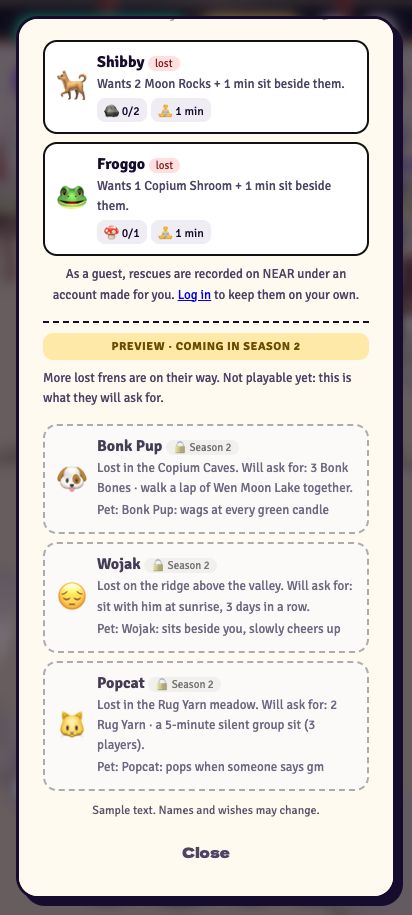 Shibby lost
Wants 2 Moon Rocks + 1 min sit beside them.
0/2 1 min
Froggo lost
Wants 1 Copium Shroom + 1 min sit beside
them.
0/1 1 min
As a guest, rescues are recorded on NEAR under an
account made for you. Log in to keep them on your own.
PREVIEW · COMING IN SEASON 2
More lost frens are on their way. Not playable yet: this is
what they will ask for.
Bonk Pup Season 2
Lost in the Copium Caves. Will ask for: 3 Bonk
Bones · walk a lap of Wen Moon Lake together.
Pet: Bonk Pup: wags at every green candle
Wojak Season 2
Lost on the ridge above the valley. Will ask for:
sit with him at sunrise, 3 days in a row.
Pet: Wojak: sits beside you, slowly cheers up
Popcat Season 2
Lost in the Rug Yarn meadow. Will ask for: 2
Rug Yarn · a 5-minute silent group sit (3
players).
Pet: Popcat: pops when someone says gm
Sample text. Names and wishes may change.
Close